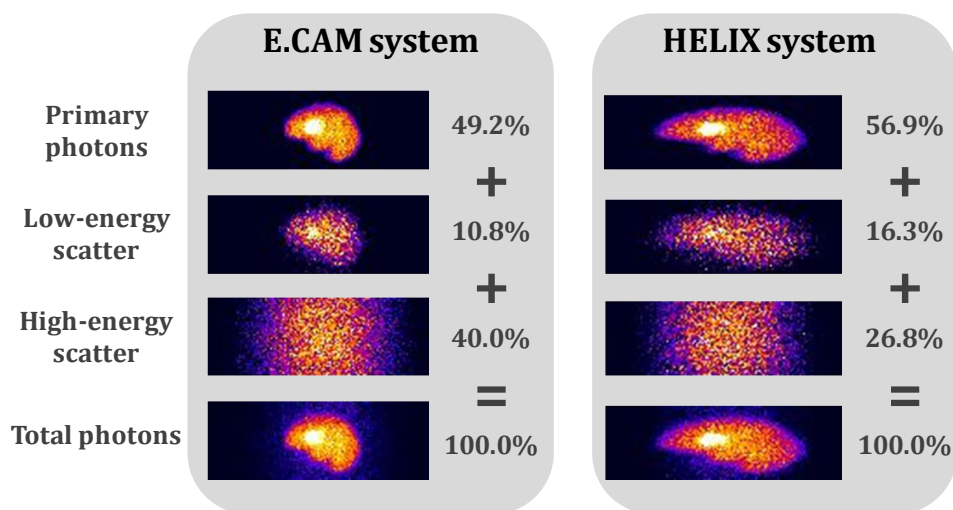 E.CAM system
HELIX system
Primary
photons
49.2%
56.9%
+
+
Low-energy
scatter
10.8%
16.3%
+
+
High-energy
scatter
40.0%
26.8%
=
=
Total photons
100.0%
100.0%